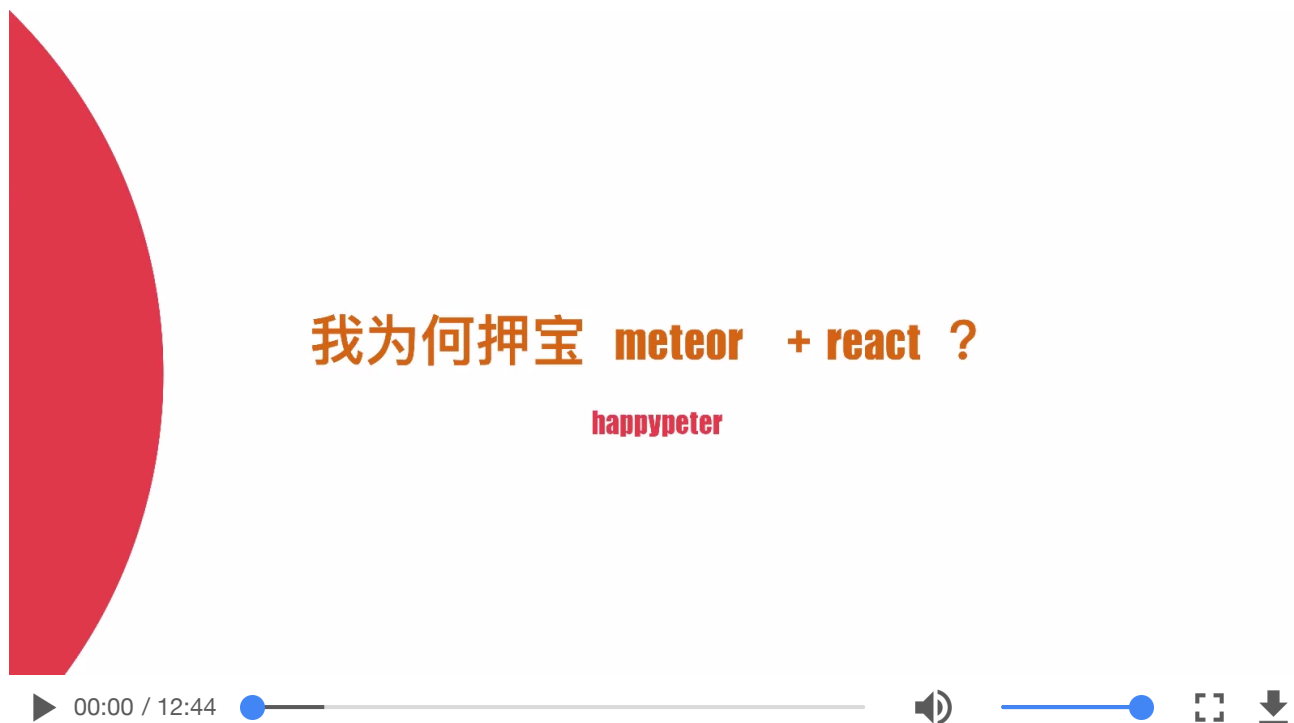 我为何押宝 meteor + react ？
happypeter
00:00 / 12:44